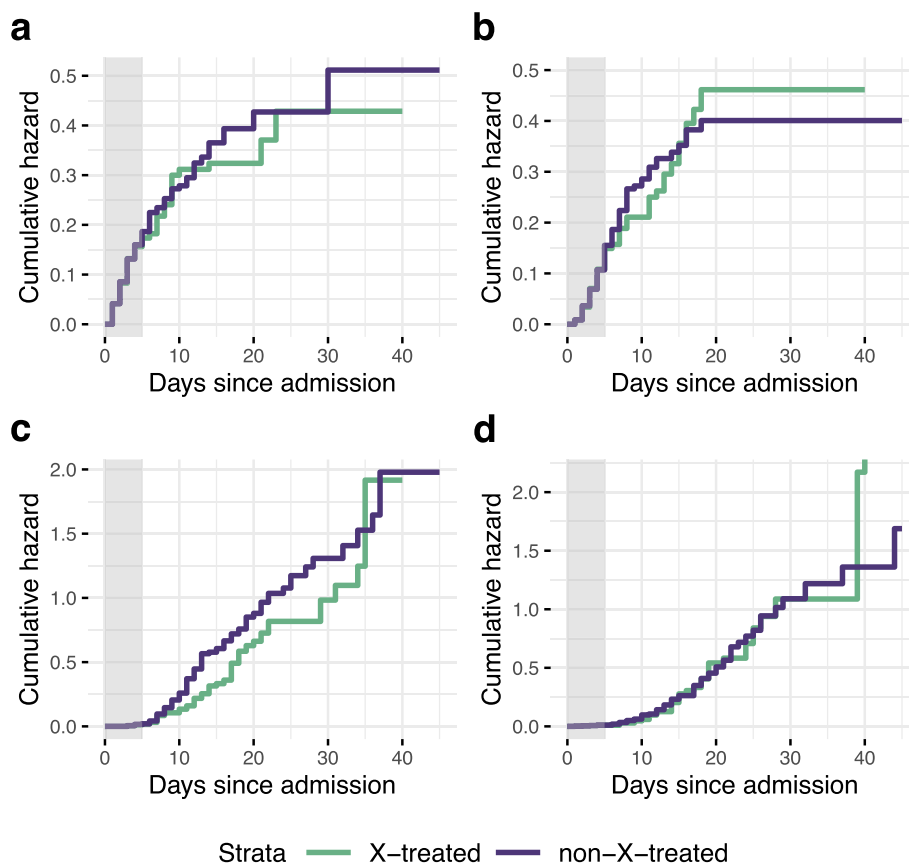 a
b
Cumulative hazard
0.5
0.4
0.3
0.2
0.1
0.0
0 10 20 30 40
Days since admission
Cumulative hazard
0.5
0.4
0.3
0.2
0.1
0.0
0 10 20 30 40
Days since admission
c
d
Cumulative hazard
2.0
1.5
1.0
0.5
0.0
0 10 20 30 40
Days since admission
Cumulative hazard
2.0
1.5
1.0
0.5
0.0
0 10 20 30 40
Days since admission
Strata X−treated non−X−treated